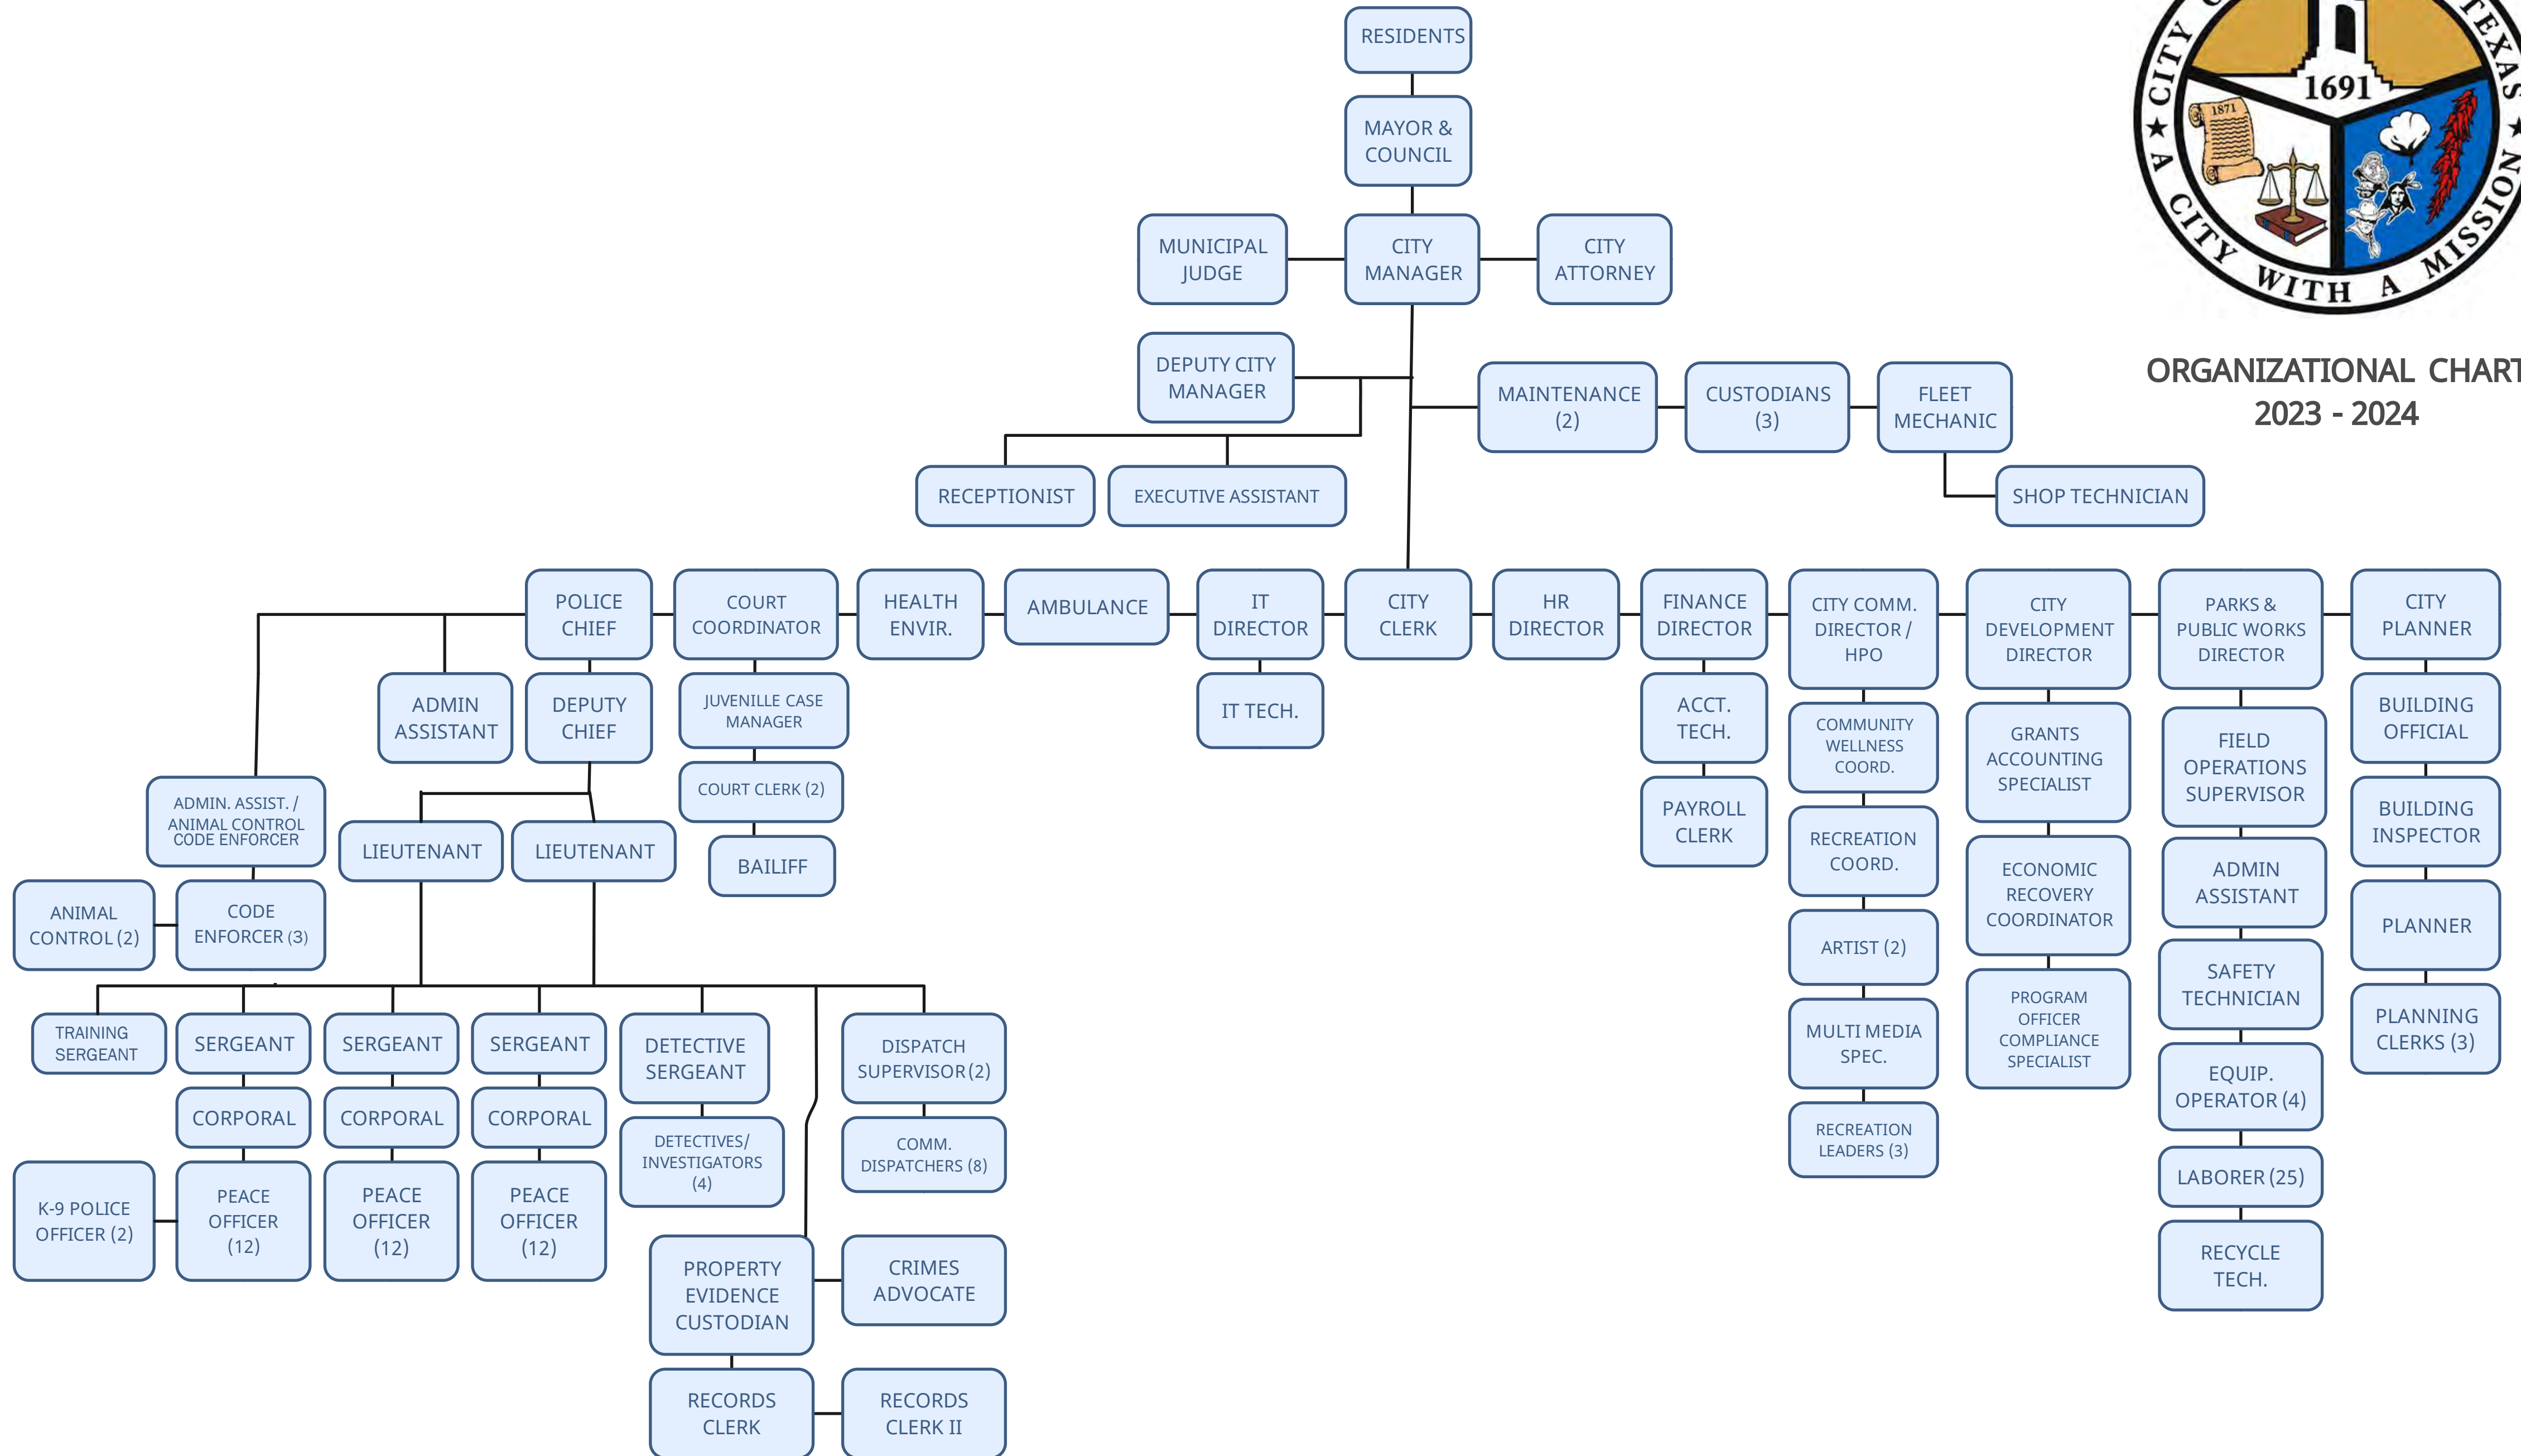 RESIDENTS
MAYOR &
COUNCIL
MUNICIPAL
JUDGE
CITY
MANAGER
CITY
ATTORNEY
CITY
TEXAS
★ A CITY WITH A MISSION ★
1691
1871
ORGANIZATIONAL CHART
2023 - 2024
DEPUTY CITY
MANAGER
MAINTENANCE
(2)
CUSTODIANS
(3)
FLEET
MECHANIC
RECEPTIONIST
EXECUTIVE ASSISTANT
SHOP TECHNICIAN
POLICE
CHIEF
COURT
COORDINATOR
HEALTH
ENVIR.
AMBULANCE
IT
DIRECTOR
CITY
CLERK
HR
DIRECTOR
FINANCE
DIRECTOR
CITY COMM.
DIRECTOR /
HPO
CITY
DEVELOPMENT
DIRECTOR
PARKS &
PUBLIC WORKS
DIRECTOR
CITY
PLANNER
ADMIN
ASSISTANT
DEPUTY
CHIEF
JUVENILLE CASE
MANAGER
IT TECH.
ACCT.
TECH.
COMMUNITY
WELLNESS
COORD.
GRANTS
ACCOUNTING
SPECIALIST
FIELD
OPERATIONS
SUPERVISOR
BUILDING
OFFICIAL
ADMIN. ASSIST. /
ANIMAL CONTROL
CODE ENFORCER
LIEUTENANT
LIEUTENANT
COURT CLERK (2)
BAILIFF
PAYROLL
CLERK
RECREATION
COORD.
ECONOMIC
RECOVERY
COORDINATOR
ADMIN
ASSISTANT
BUILDING
INSPECTOR
ANIMAL
CONTROL (2)
CODE
ENFORCER (3)
ARTIST (2)
PROGRAM
OFFICER
COMPLIANCE
SPECIALIST
SAFETY
TECHNICIAN
PLANNER
TRAINING
SERGEANT
SERGEANT
SERGEANT
SERGEANT
DETECTIVE
SERGEANT
DISPATCH
SUPERVISOR (2)
MULTI MEDIA
SPEC.
EQUIP.
OPERATOR (4)
PLANNING
CLERKS (3)
CORPORAL
CORPORAL
CORPORAL
DETECTIVES/
INVESTIGATORS
(4)
COMM.
DISPATCHERS (8)
RECREATION
LEADERS (3)
LABORER (25)
K-9 POLICE
OFFICER (2)
PEACE
OFFICER
(12)
PEACE
OFFICER
(12)
PEACE
OFFICER
(12)
PROPERTY
EVIDENCE
CUSTODIAN
CRIMES
ADVOCATE
RECYCLE
TECH.
RECORDS
CLERK
RECORDS
CLERK II